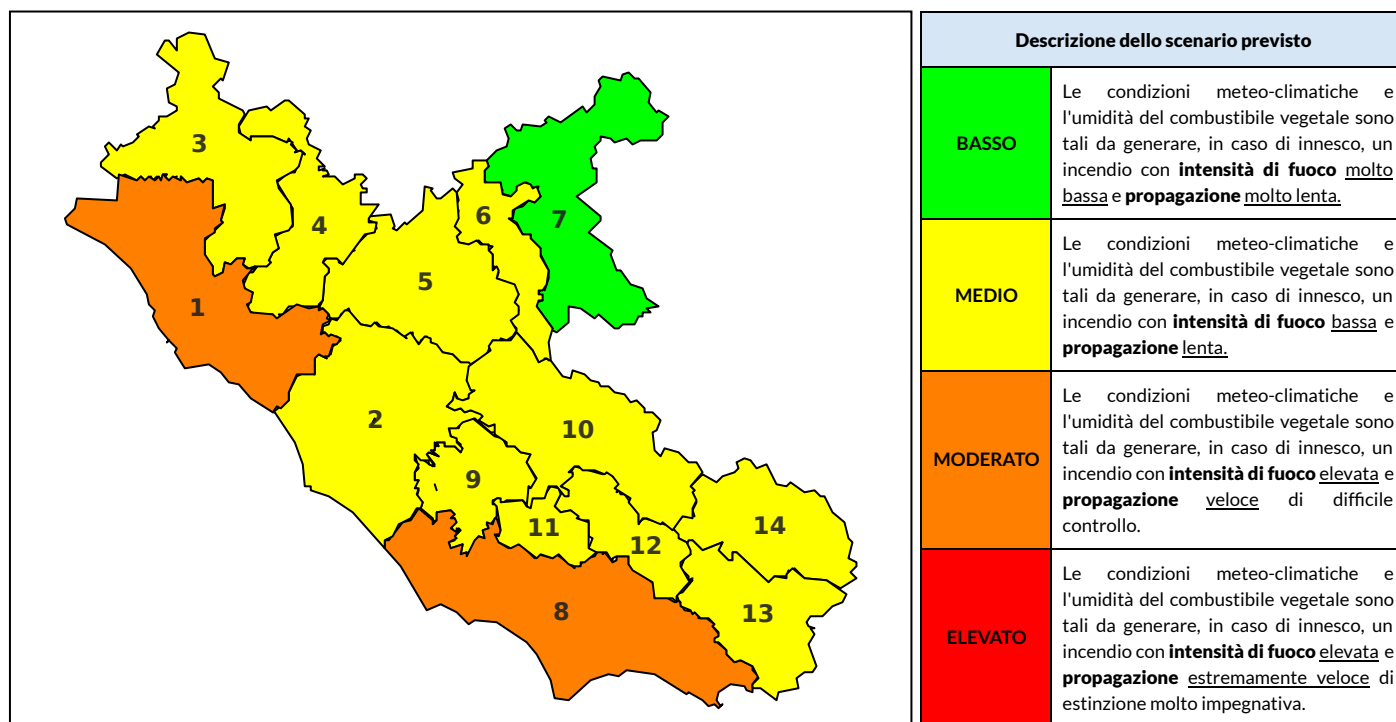 3
4
6
7
5
1
2
10
9
14
11
12
8
13
Descrizione dello scenario previsto
BASSO
Le condizioni meteo-climatiche e
l'umidità del combustibile vegetale sono
tali da generare, in caso di innesco, un
incendio con intensità di fuoco molto
bassa e propagazione molto lenta.
MEDIO
Le condizioni meteo-climatiche e
l'umidità del combustibile vegetale sono
tali da generare, in caso di innesco, un
incendio con intensità di fuoco bassa e
propagazione lenta.
MODERATO
Le condizioni meteo-climatiche e
l'umidità del combustibile vegetale sono
tali da generare, in caso di innesco, un
incendio con intensità di fuoco elevata e
propagazione veloce di difficile
controllo.
ELEVATO
Le condizioni meteo-climatiche e
l'umidità del combustibile vegetale sono
tali da generare, in caso di innesco, un
incendio con intensità di fuoco elevata e
propagazione estremamente veloce di
estinzione molto impegnativa.